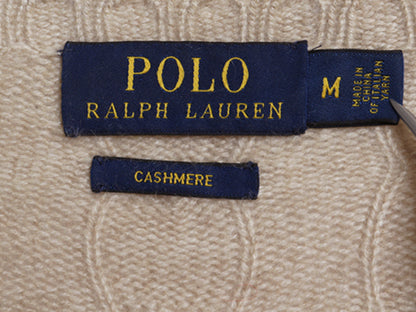 POLO
RALPH LAUREN
M
MADE IN
CHINA
OF ITALIAN
YARN
CASHMERE